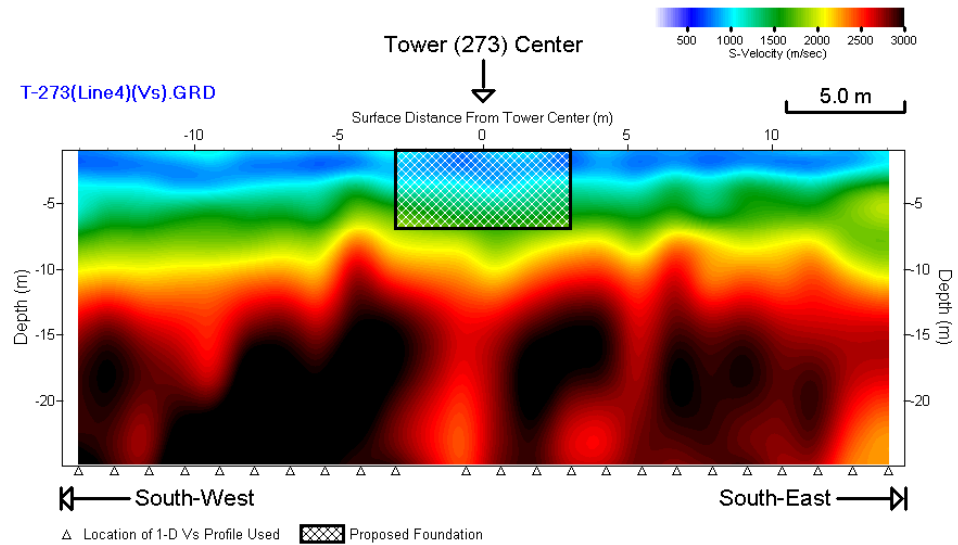 500 1000 1500 2000 2500 3000
S-Velocity (m/sec)
Tower (273) Center
T-273(Line4)(Vs).GRD
5.0 m
Surface Distance From Tower Center (m)
-10 -5 0 5 10
-5 -5
-10 -10
Depth (m) Depth (m)
-15 -15
-20 -20
South-West South-East
Location of 1-D Vs Profile Used Proposed Foundation